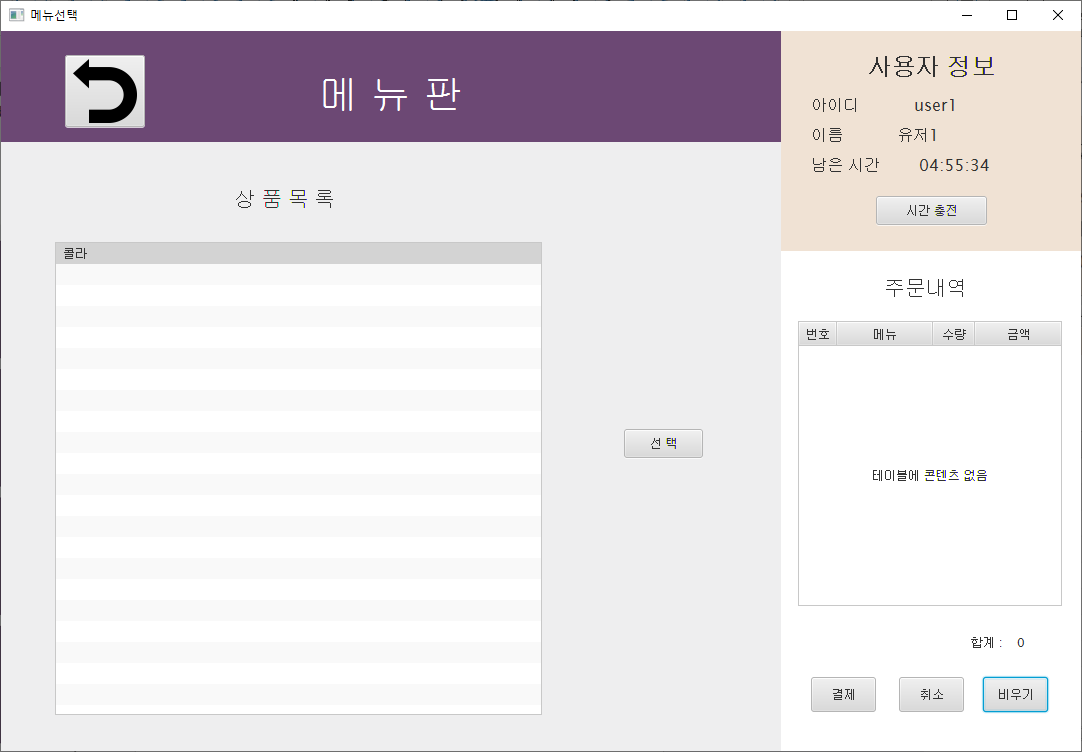 메뉴선택
메 뉴 판
상 품 목 록
콜라
선 택
사용자 정보
아이디 user1
이름 유저1
남은 시간 04:55:34
시간 충전
주문내역
번호 메뉴 수량 금액
테이블에 콘텐츠 없음
합계 : 0
결제 취소 비우기